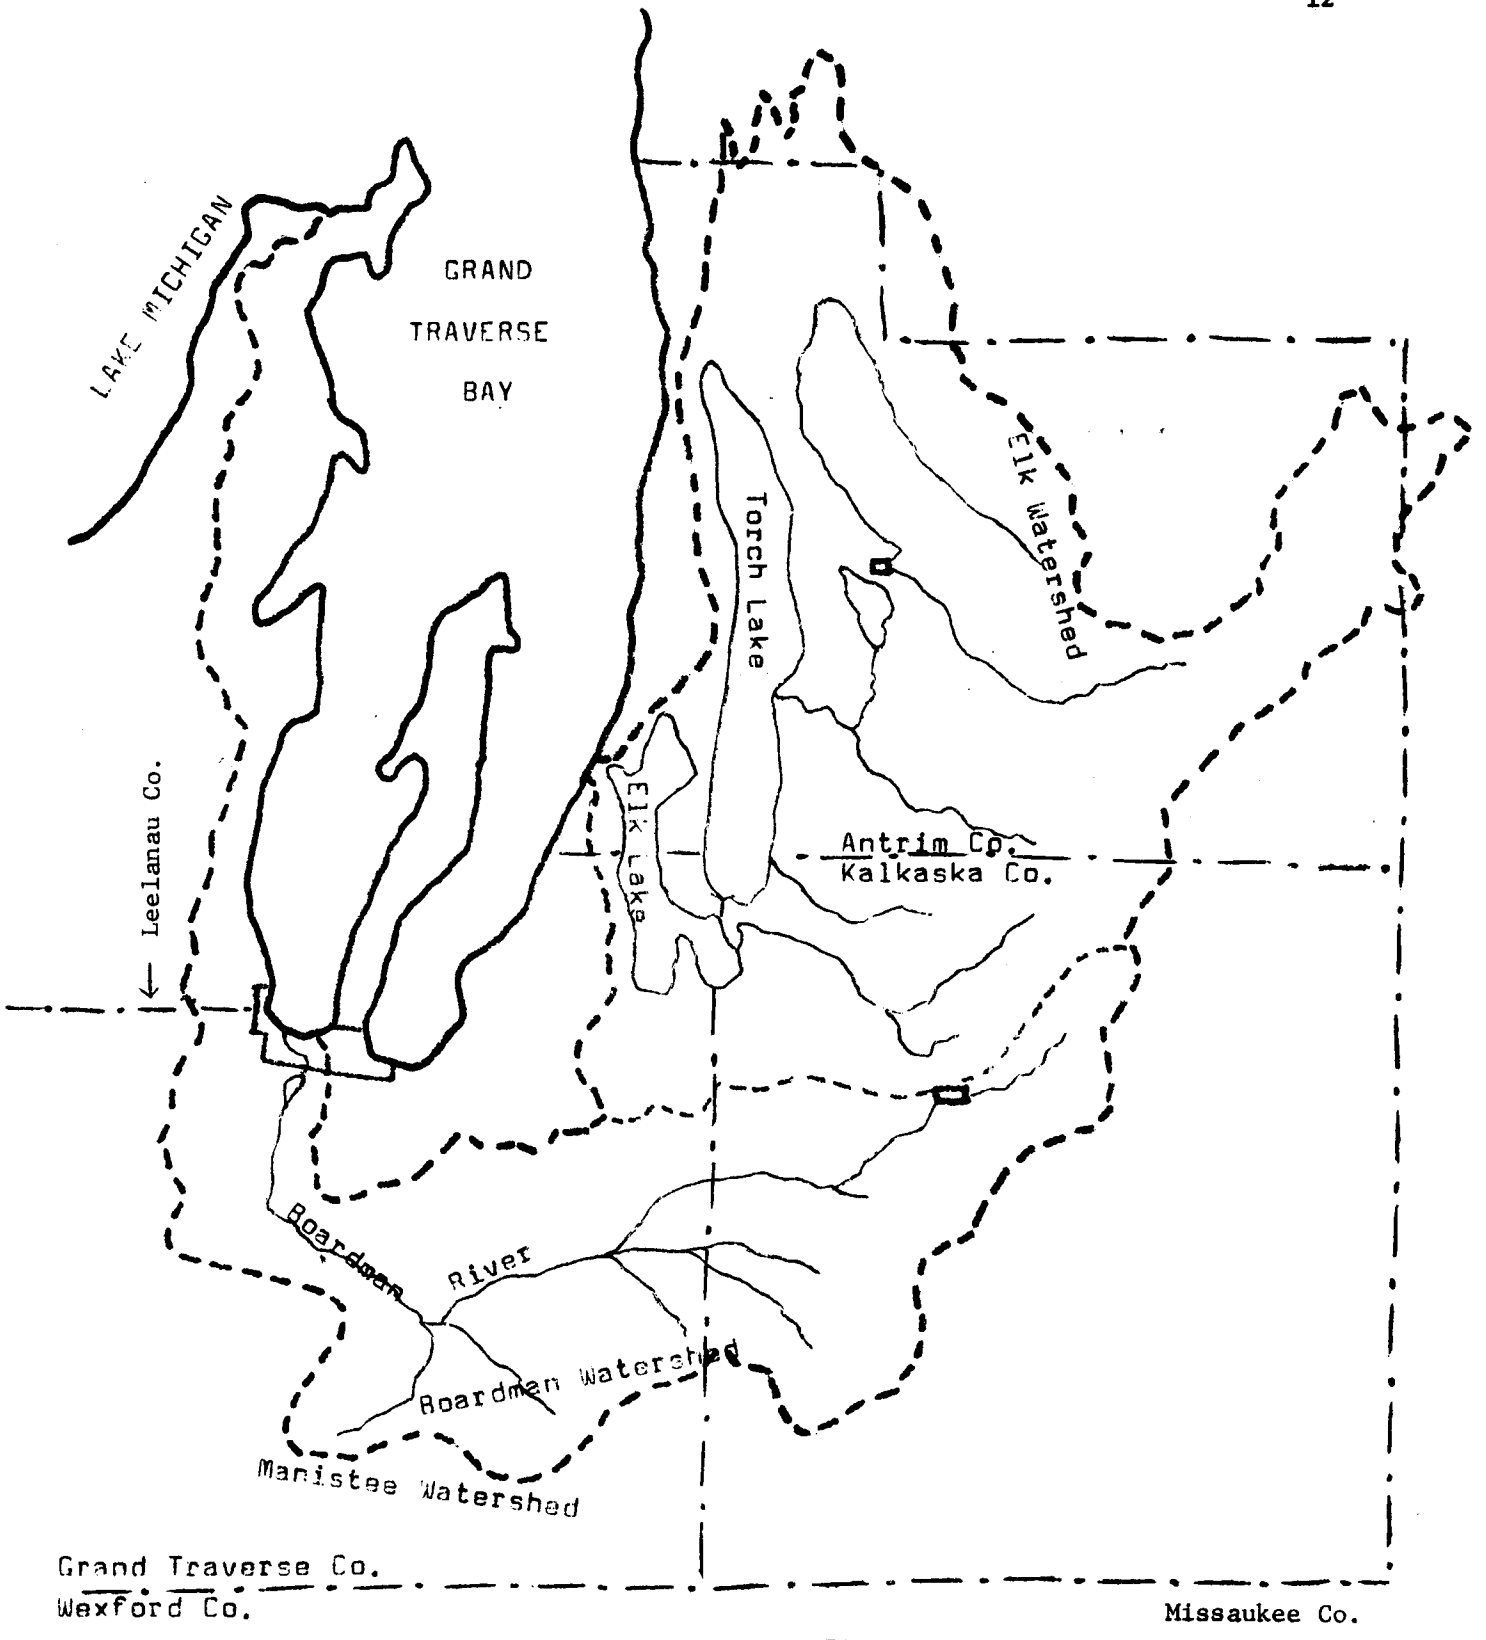 12
LAKE MICHIGAN
GRAND
TRAVERSE
BAY
Elk Watershed
Torch Lake
Elk Lake
Leelanau Co.
Antrim Co.
Kalkaska Co.
Boardman River
Boardman Watershed
Manistee Watershed
Grand Traverse Co.
Wexford Co.
Missaukee Co.